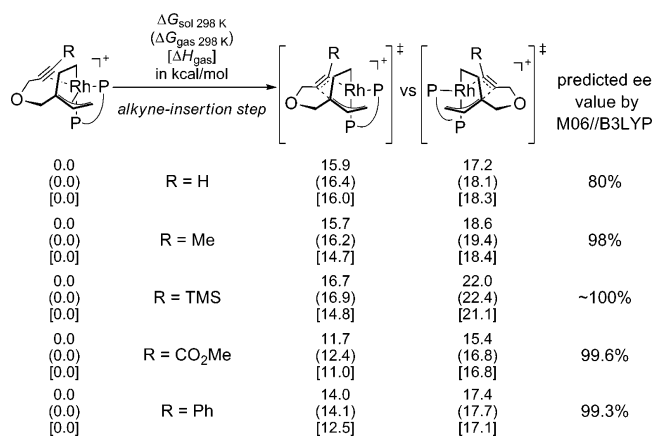 ΔG sol 298 K
(ΔG gas 298 K)
[ΔH gas]
in kcal/mol
alkyne-insertion step
R
Rh
P
P
O
⁺
R
Rh
P
P
O
⁺
‡
vs
R
P
Rh
P
O
⁺
‡
predicted ee
value by
M06//B3LYP
0.0
(0.0)
[0.0]
R = H
15.9
(16.4)
[16.0]
17.2
(18.1)
[18.3]
80%
0.0
(0.0)
[0.0]
R = Me
15.7
(16.2)
[14.7]
18.6
(19.4)
[18.4]
98%
0.0
(0.0)
[0.0]
R = TMS
16.7
(16.9)
[14.8]
22.0
(22.4)
[21.1]
~100%
0.0
(0.0)
[0.0]
R = CO₂Me
11.7
(12.4)
[11.0]
15.4
(16.8)
[16.8]
99.6%
0.0
(0.0)
[0.0]
R = Ph
14.0
(14.1)
[12.5]
17.4
(17.7)
[17.1]
99.3%